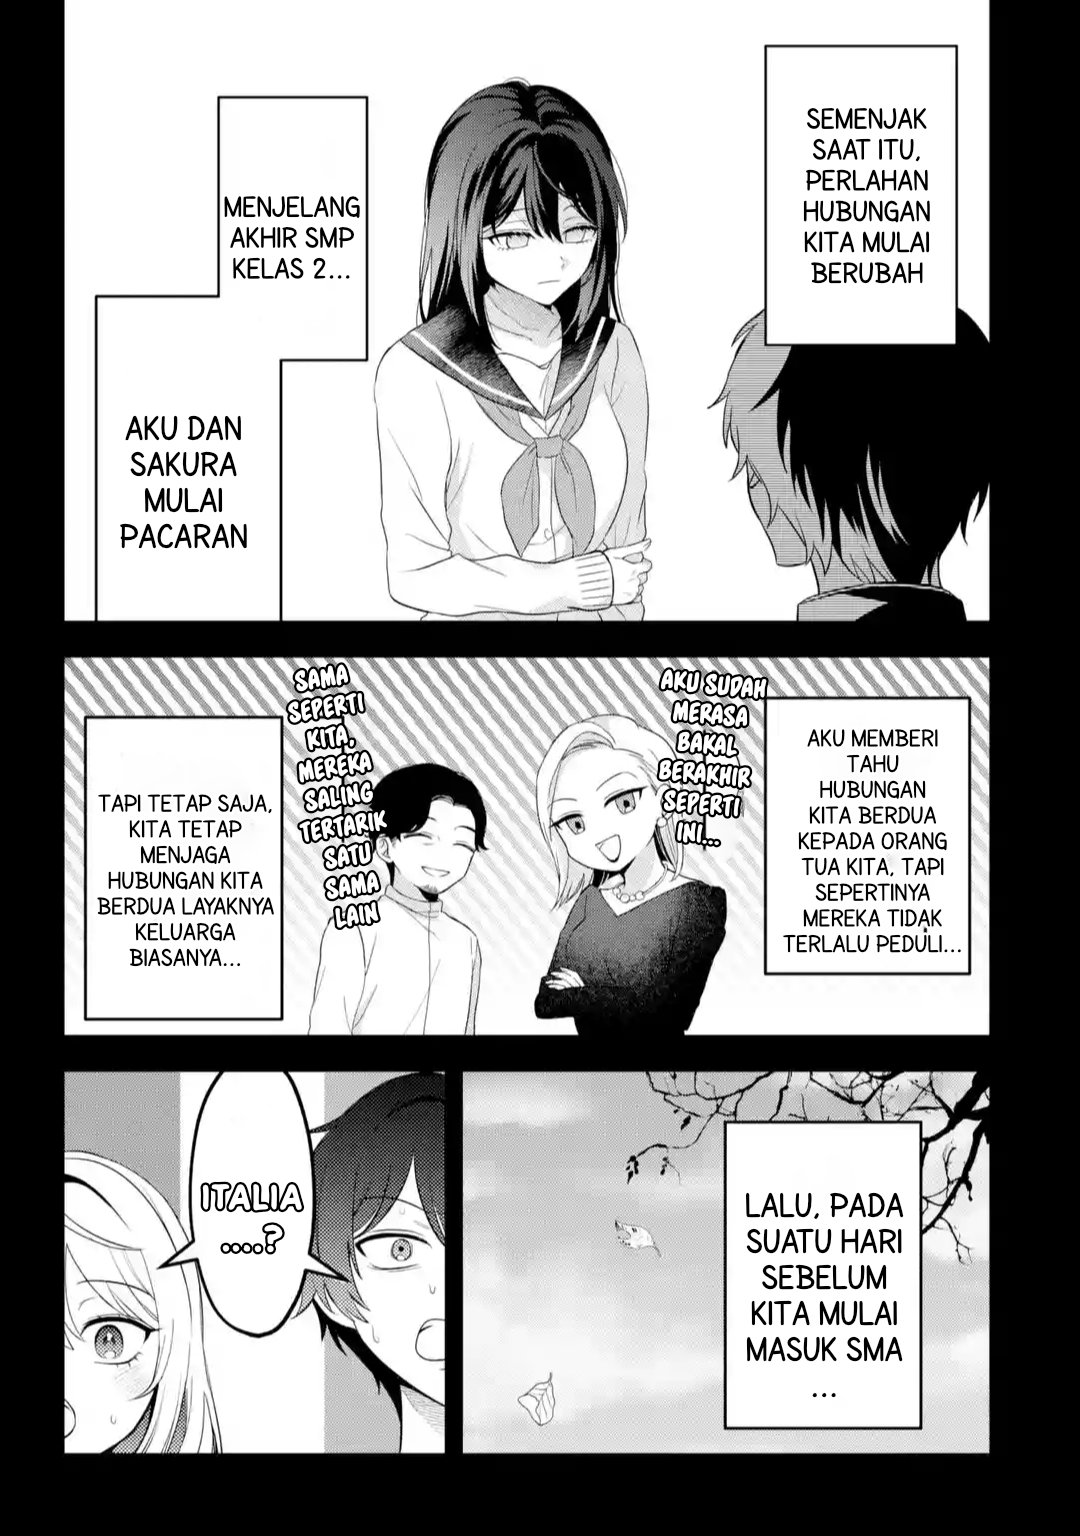 SEMENJAK
SAAT ITU,
PERLAHAN
HUBUNGAN
KITA MULAI
BERUBAH
MENJELANG
AKHIR SMP
KELAS 2...
AKU DAN
SAKURA
MULAI
PACARAN
AKU MEMBERI
TAHU
HUBUNGAN
KITA BERDUA
KEPADA ORANG
TUA KITA, TAPI
SEPERTINYA
MEREKA TIDAK
TERLALU PEDULI...
AKU SUDAH
MERASA
BAKAL
BERAKHIR
SEPERTI
INI...
SAMA
SEPERTI
KITA,
MEREKA
SALING
TERTARIK
SATU
SAMA
LAIN
TAPI TETAP SAJA,
KITA TETAP
MENJAGA
HUBUNGAN KITA
BERDUA LAYAKNYA
KELUARGA
BIASANYA...
LALU, PADA
SUATU HARI
SEBELUM
KITA MULAI
MASUK SMA
...
ITALIA
....?